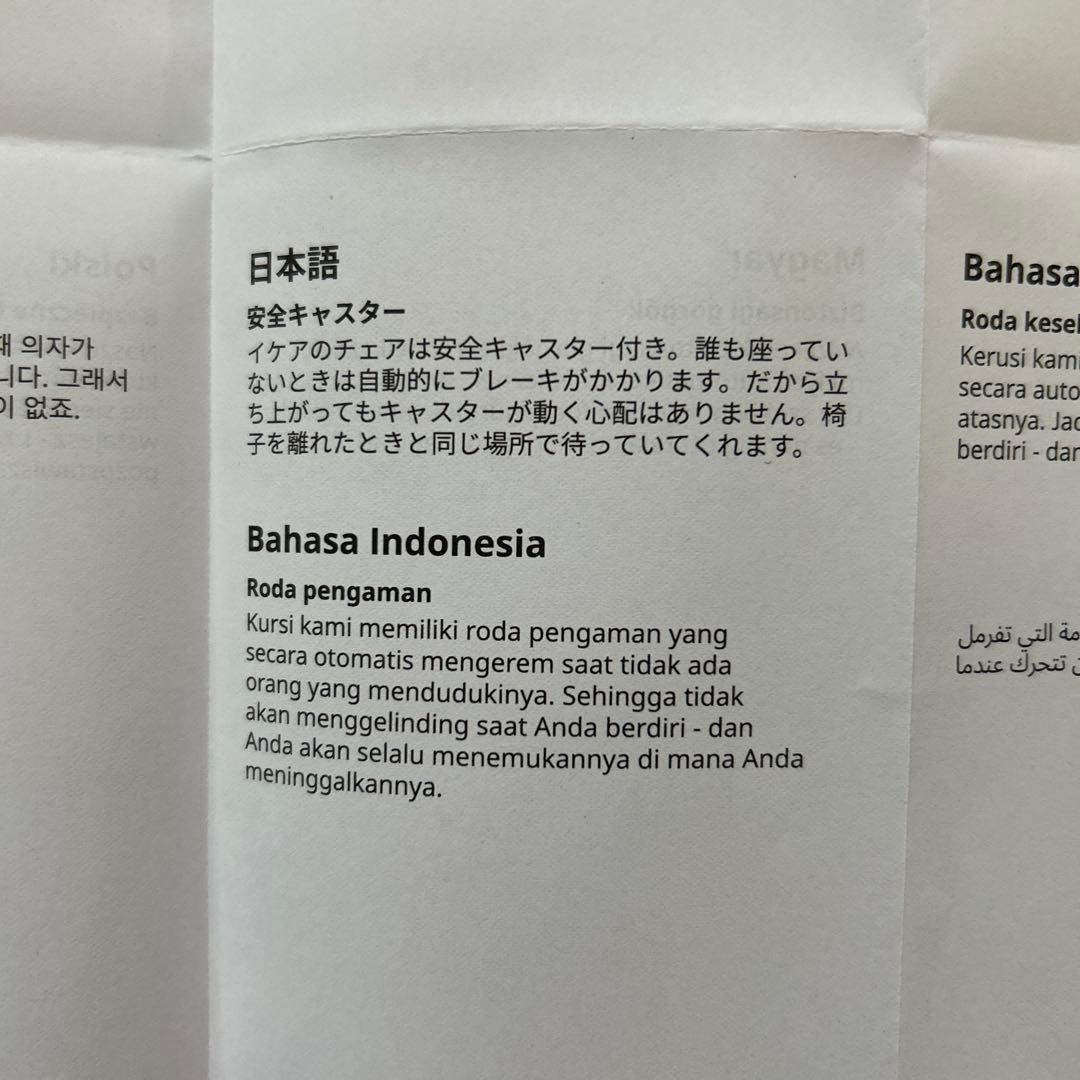 때 의자가
니다. 그래서
이 없죠.
日本語
安全キャスター
イケアのチェアは安全キャスター付き。誰も座ってい
ないときは自動的にブレーキがかかります。だから立
ち上がってもキャスターが動く心配はありません。椅
子を離れたときと同じ場所で待っていてくれます。
Bahasa Indonesia
Roda pengaman
Kursi kami memiliki roda pengaman yang
secara otomatis mengerem saat tidak ada
orang yang mendudukinya. Sehingga tidak
akan menggelinding saat Anda berdiri - dan
Anda akan selalu menemukannya di mana Anda
meninggalkannya.
Bahasa
Roda
Kerusi kami
secara
atasnya.
berdiri - dan
التي تفرمل
تتحرك عندما